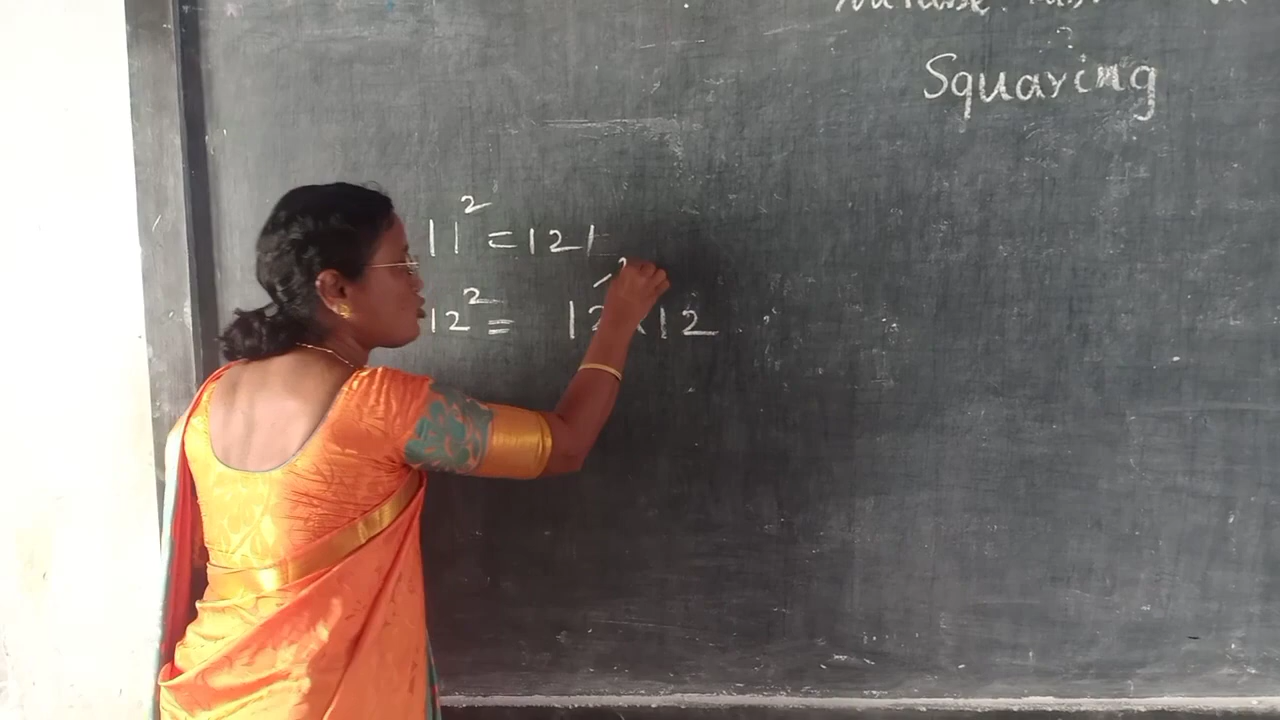 Squaring
11² = 121
12² = 12×12